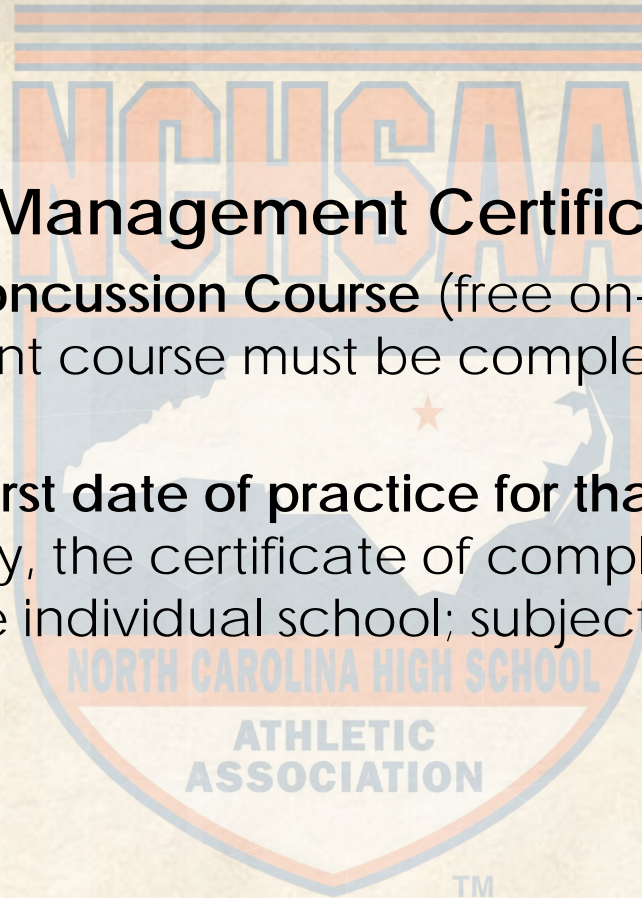 NCHSAA
Management Certific
oncussion Course (free on-
nt course must be comple
rst date of practice for tha
y, the certificate of compl
e individual school; subject
NORTH CAROLINA HIGH SCHOOL
ATHLETIC
ASSOCIATION
TM